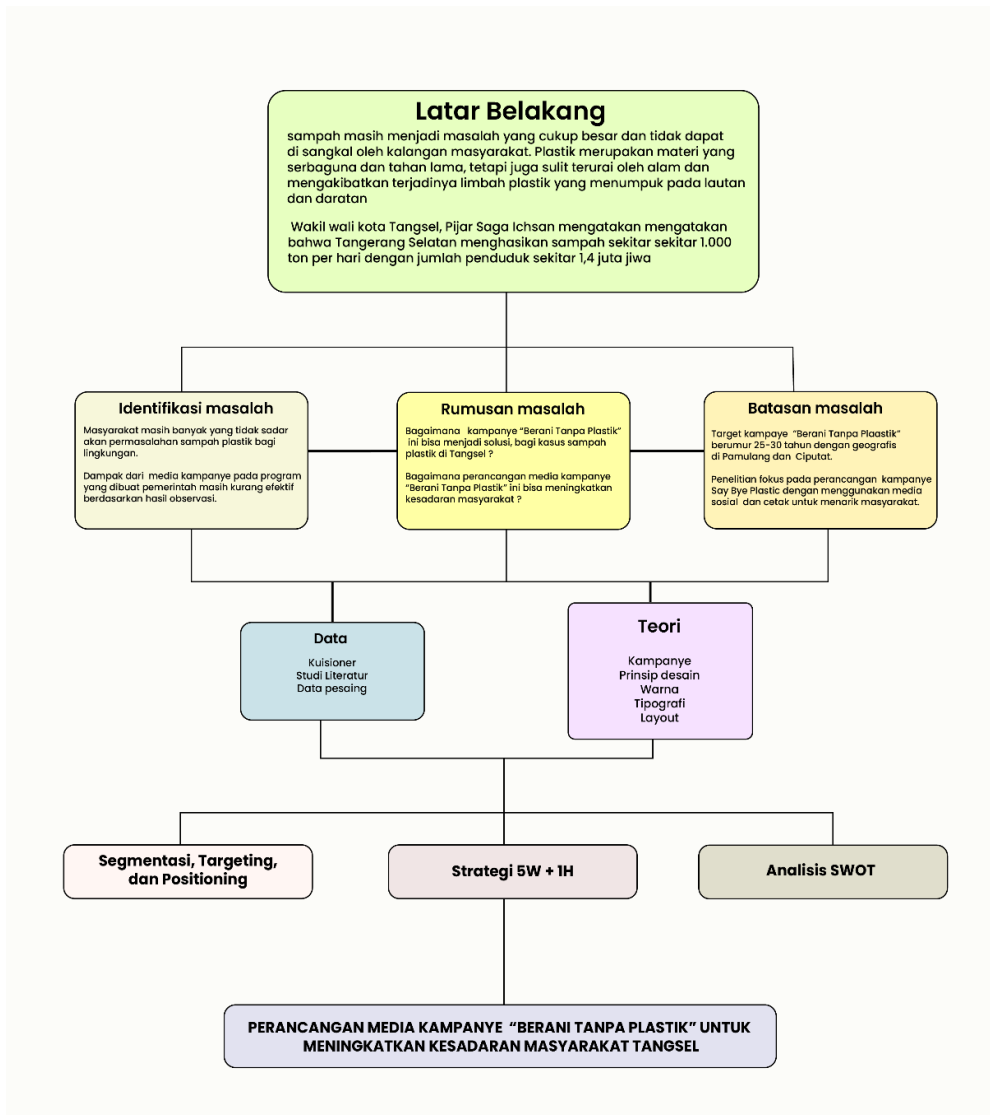 Latar Belakang
sampah masih menjadi masalah yang cukup besar dan tidak dapat
di sangkal oleh kalangan masyarakat. Plastik merupakan materi yang
serbaguna dan tahan lama, tetapi juga sulit terurai oleh alam dan
mengakibatkan terjadinya limbah plastik yang menumpuk pada lautan
dan daratan
Wakil wali kota Tangsel, Pijar Saga Ichsan mengatakan mengatakan
bahwa Tangerang Selatan menghasikan sampah sekitar sekitar 1.000
ton per hari dengan jumlah penduduk sekitar 1,4 juta jiwa
Identifikasi masalah
Masyarakat masih banyak yang tidak sadar
akan permasalahan sampah plastik bagi
lingkungan.
Dampak dari media kampanye pada program
yang dibuat pemerintah masih kurang efektif
berdasarkan hasil observasi.
Rumusan masalah
Bagaimana kampanye “Berani Tanpa Plastik”
ini bisa menjadi solusi, bagi kasus sampah
plastik di Tangsel ?
Bagaimana perancangan media kampanye
“Berani Tanpa Plastik” ini bisa meningkatkan
kesadaran masyarakat ?
Batasan masalah
Target kampaye “Berani Tanpa Plaastik”
berumur 25-30 tahun dengan geografis
di Pamulang dan Ciputat.
Penelitian fokus pada perancangan kampanye
Say Bye Plastic dengan menggunakan media
sosial dan cetak untuk menarik masyarakat.
Data
Kuisioner
Studi Literatur
Data pesaing
Teori
Kampanye
Prinsip desain
Warna
Tipografi
Layout
Segmentasi, Targeting,
dan Positioning
Strategi 5W + 1H
Analisis SWOT
PERANCANGAN MEDIA KAMPANYE “BERANI TANPA PLASTIK” UNTUK
MENINGKATKAN KESADARAN MASYARAKAT TANGSEL